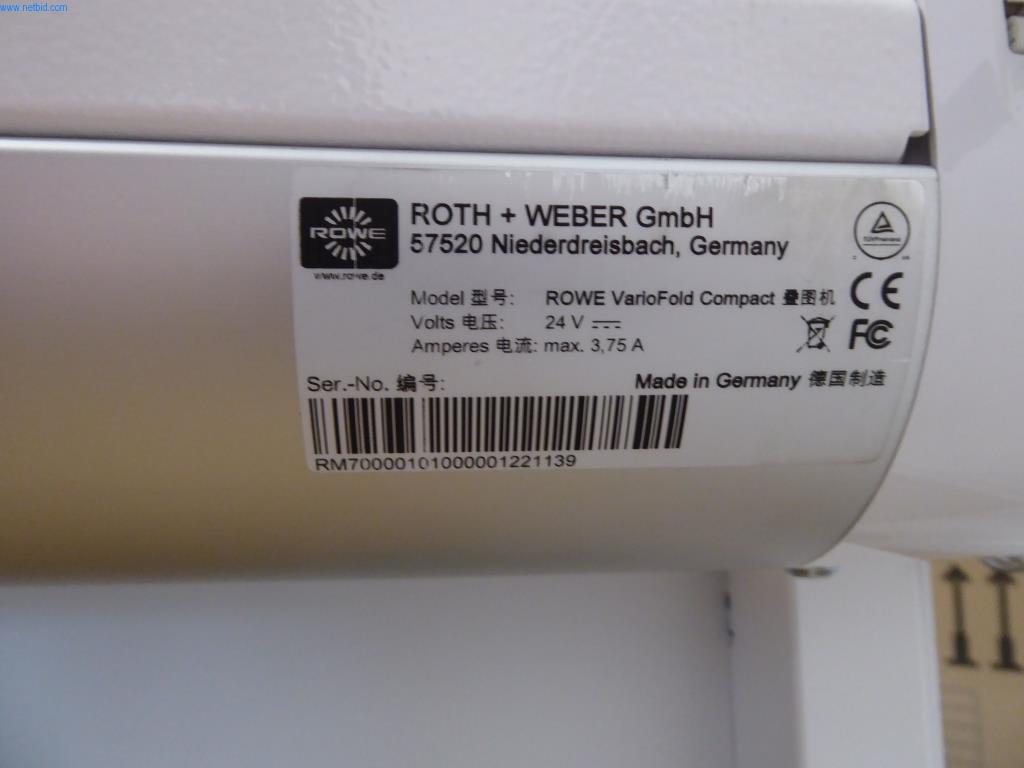 www.netbid.com
ROWE
www.rowe.de
ROTH + WEBER GmbH
57520 Niederdreisbach, Germany
Model 型号: ROWE VarioFold Compact 叠图机
Volts 电压: 24 V
Amperes 电流: max. 3,75 A
CE
FC
Ser.-No. 编号:
Made in Germany 德国制造
RM70000101000001221139